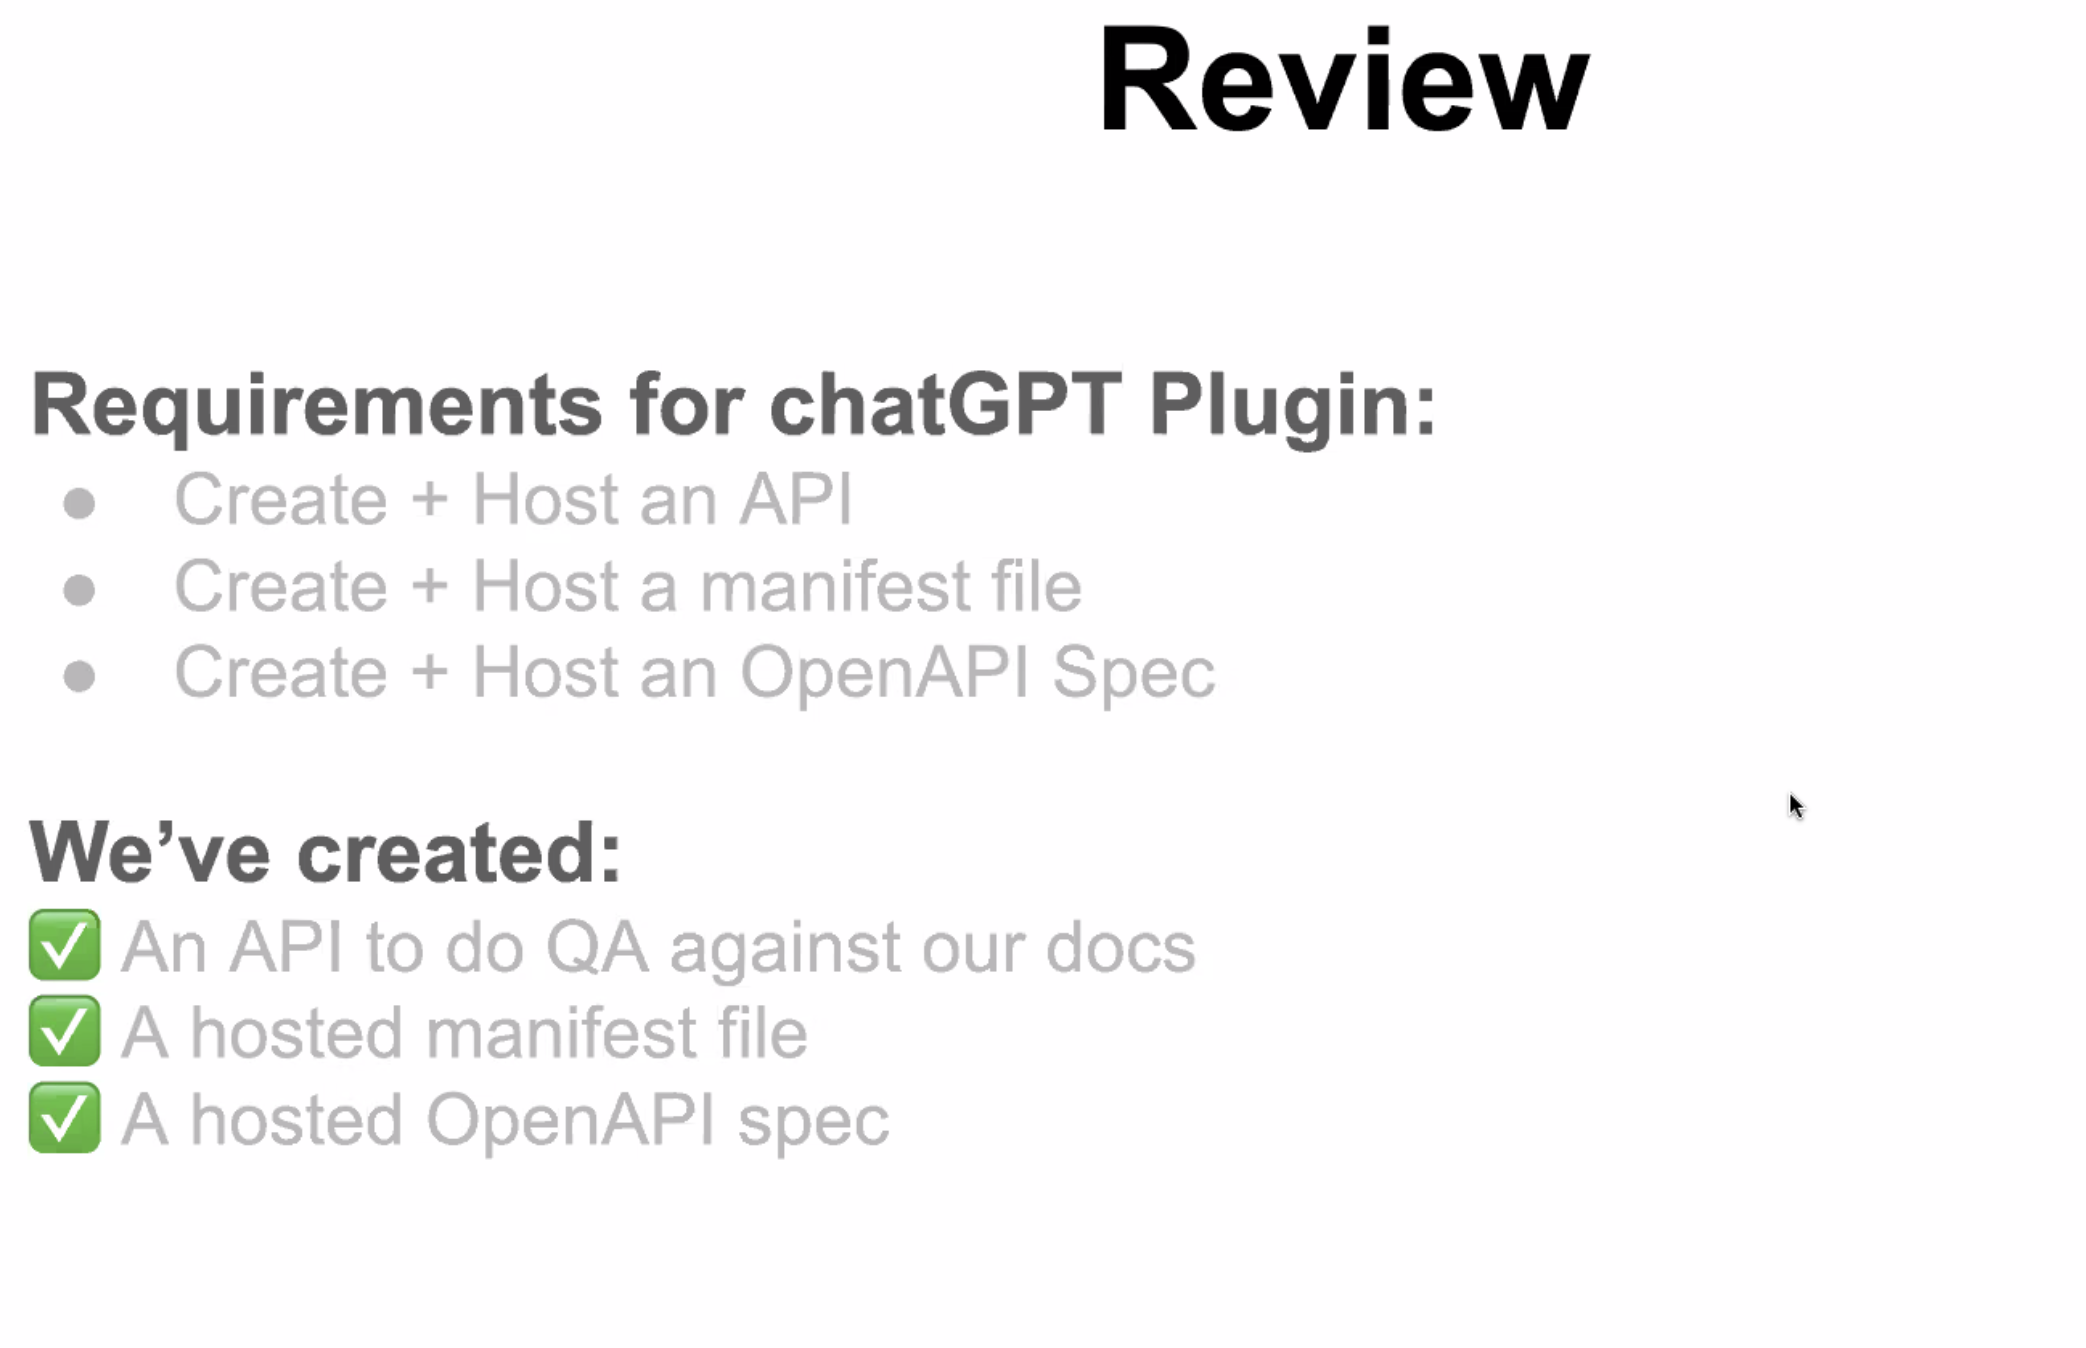 Review
Requirements for chatGPT Plugin:
● Create + Host an API
● Create + Host a manifest file
● Create + Host an OpenAPI Spec
We’ve created:
✅ An API to do QA against our docs
✅ A hosted manifest file
✅ A hosted OpenAPI spec